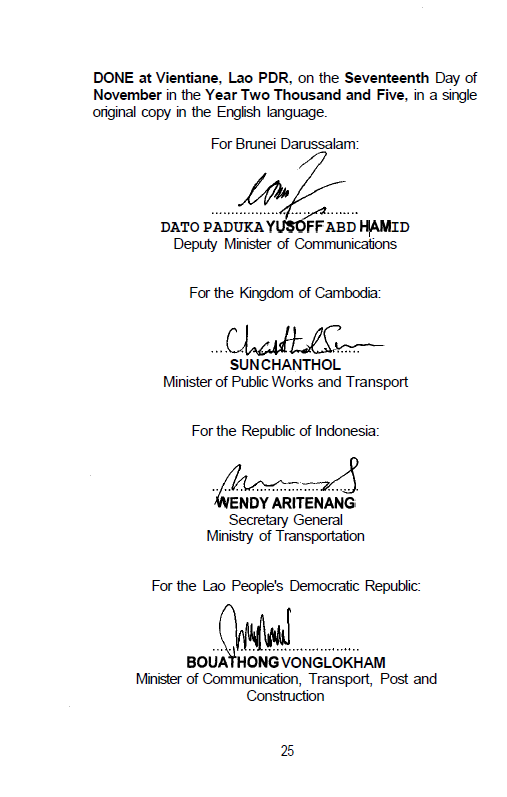 DONE at Vientiane, Lao PDR, on the Seventeenth Day of
November in the Year Two Thousand and Five, in a single
original copy in the English language.
For Brunei Darussalam:
DATO PADUKA YUSOFF ABD HAMID
Deputy Minister of Communications
For the Kingdom of Cambodia:
Chanthol Sun
SUN CHANTHOL
Minister of Public Works and Transport
For the Republic of Indonesia:
WENDY ARITENANG
Secretary General
Ministry of Transportation
For the Lao People's Democratic Republic:
BOUATHONG VONGLOKHAM
Minister of Communication, Transport, Post and
Construction
25